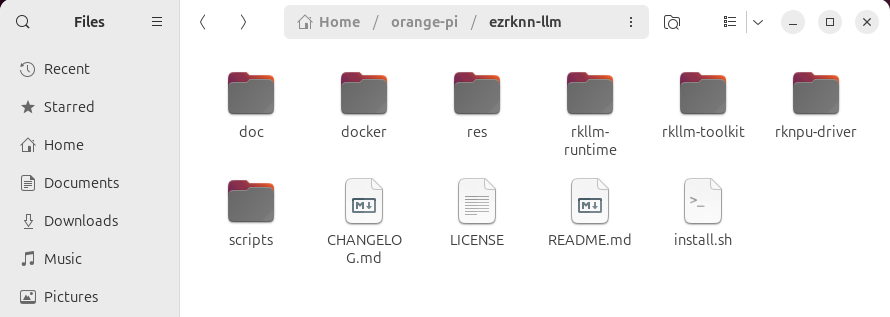 Files
Home / orange-pi / ezrknn-llm
Recent
Starred
Home
Documents
Downloads
Music
Pictures
doc
docker
res
rkllm-
runtime
rkllm-toolkit
rknpu-driver
scripts
CHANGELO
G.md
LICENSE
README.md
install.sh